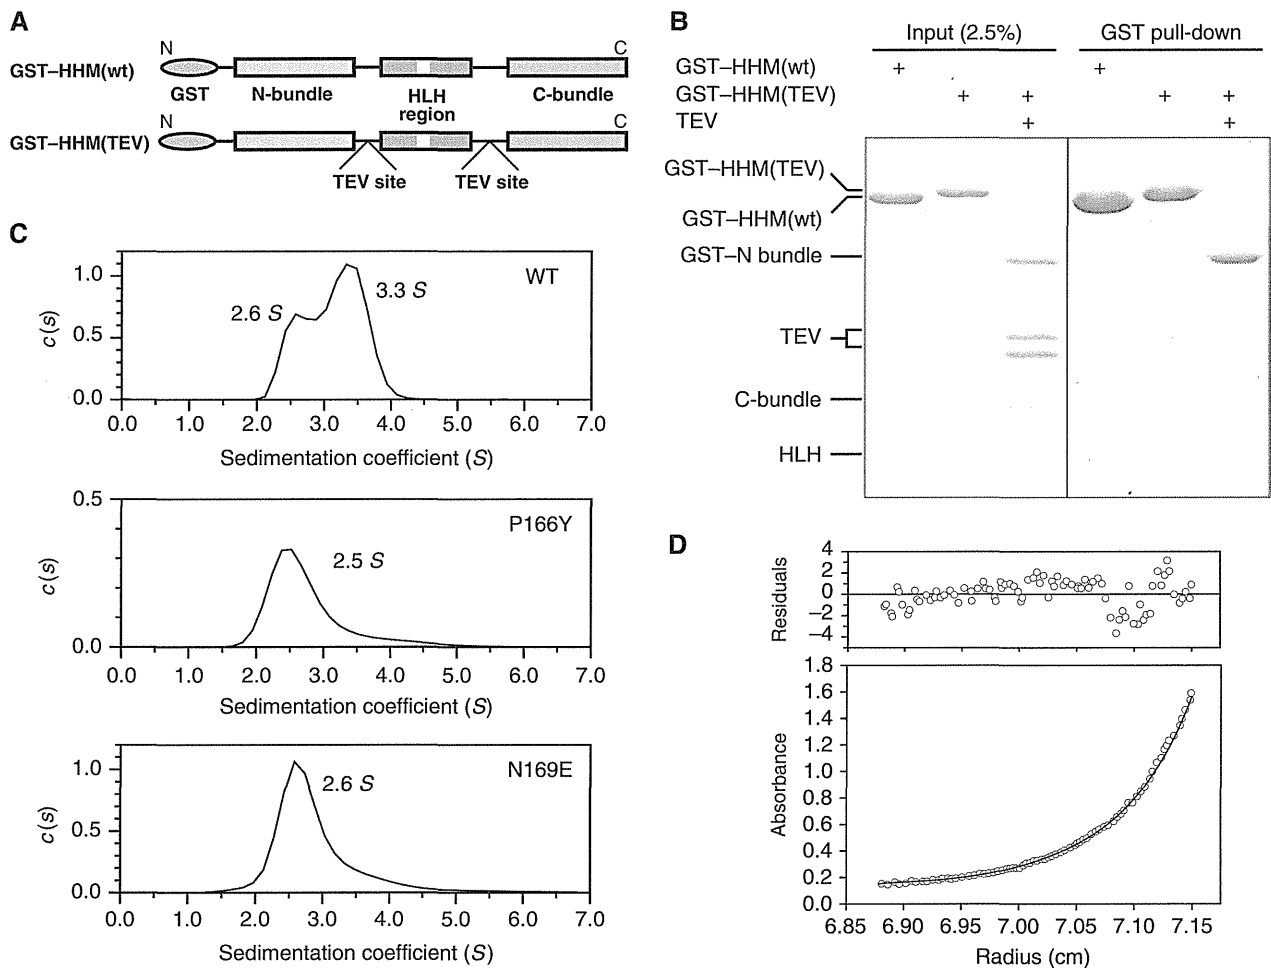 A
N
C
GST–HHM(wt)
GST
N-bundle
HLH region
C-bundle
N
C
GST–HHM(TEV)
TEV site
TEV site
B
Input (2.5%)
GST pull-down
GST–HHM(wt) + +
GST–HHM(TEV) + + + +
TEV + +
GST–HHM(TEV)
GST–HHM(wt)
GST–N bundle
TEV
C-bundle
HLH
C
WT
2.6 S
3.3 S
c(s)
1.0
0.5
0.0
0.0 1.0 2.0 3.0 4.0 5.0 6.0 7.0
Sedimentation coefficient (S)
P166Y
2.5 S
c(s)
0.5
0.0
0.0 1.0 2.0 3.0 4.0 5.0 6.0 7.0
Sedimentation coefficient (S)
N169E
2.6 S
c(s)
1.0
0.5
0.0
0.0 1.0 2.0 3.0 4.0 5.0 6.0 7.0
Sedimentation coefficient (S)
D
Residuals
4
2
0
−2
−4
Absorbance
1.8
1.6
1.4
1.2
1.0
0.8
0.6
0.4
0.2
0.0
6.85 6.90 6.95 7.00 7.05 7.10 7.15
Radius (cm)